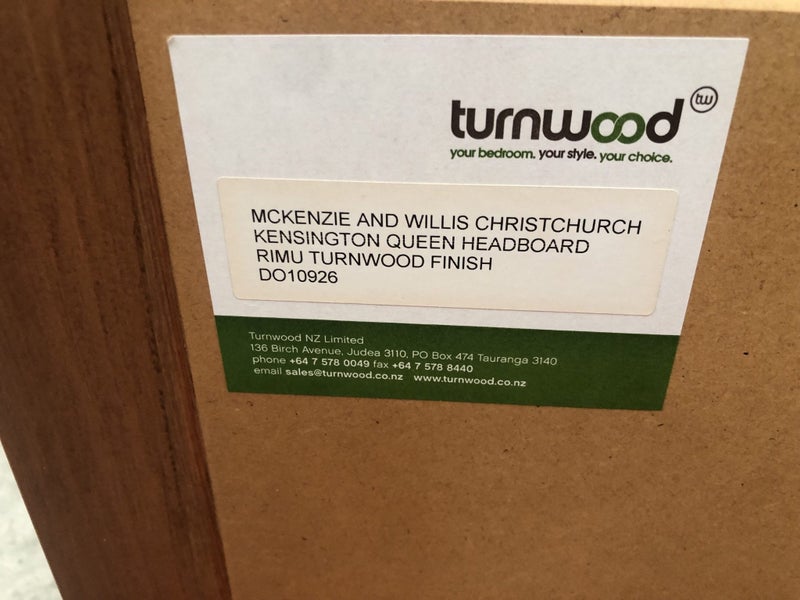 turnwood tw
your bedroom. your style. your choice.
MCKENZIE AND WILLIS CHRISTCHURCH
KENSINGTON QUEEN HEADBOARD
RIMU TURNWOOD FINISH
DO10926
Turnwood NZ Limited
136 Birch Avenue, Judea 3110, PO Box 474 Tauranga 3140
phone +64 7 578 0049 fax +64 7 578 8440
email sales@turnwood.co.nz www.turnwood.co.nz